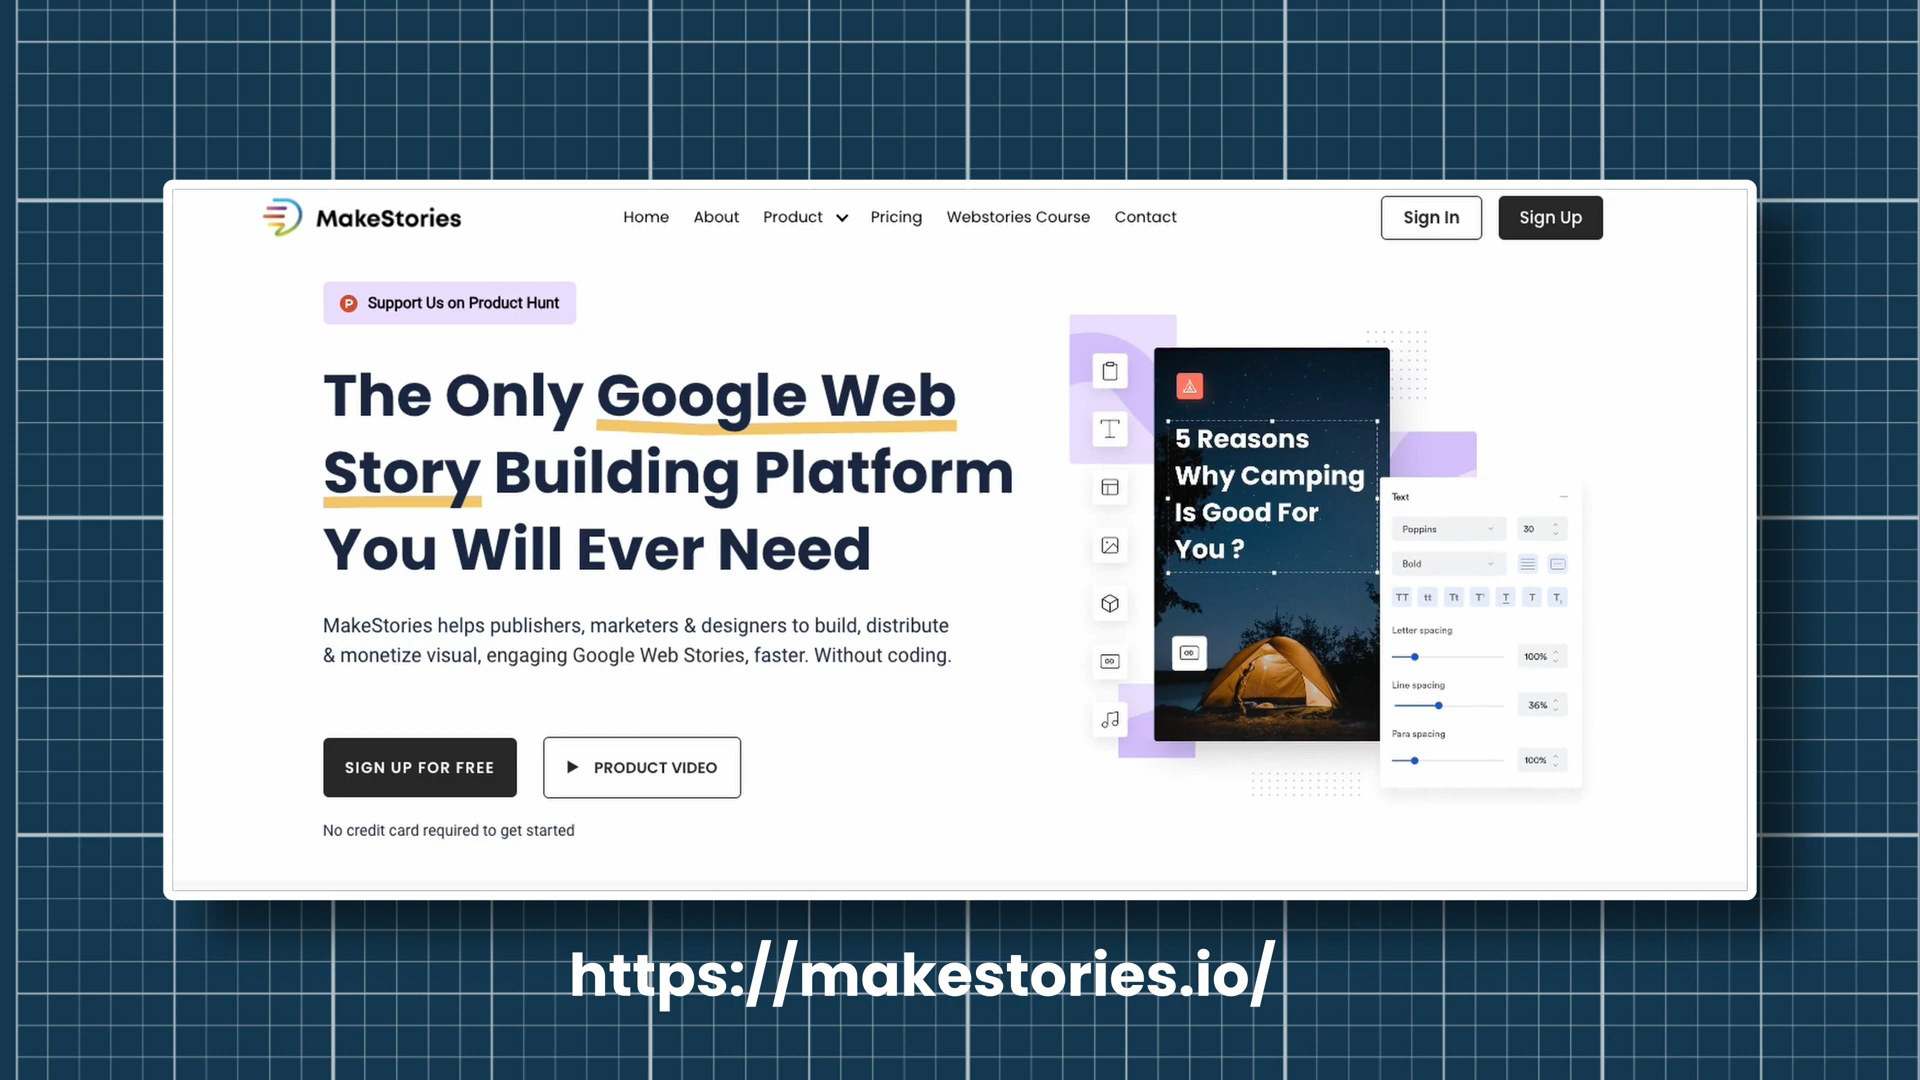 MakeStories
Home About Product Pricing Webstories Course Contact
Sign In Sign Up
Support Us on Product Hunt
The Only Google Web
Story Building Platform
You Will Ever Need
MakeStories helps publishers, marketers & designers to build, distribute
& monetize visual, engaging Google Web Stories, faster. Without coding.
SIGN UP FOR FREE
PRODUCT VIDEO
No credit card required to get started
5 Reasons
Why Camping
Is Good For
You ?
Text
Poppins 30
Bold
TT tt Tt T' T T T,
Letter spacing
100%
Line spacing
36%
Para spacing
100%
https://makestories.io/